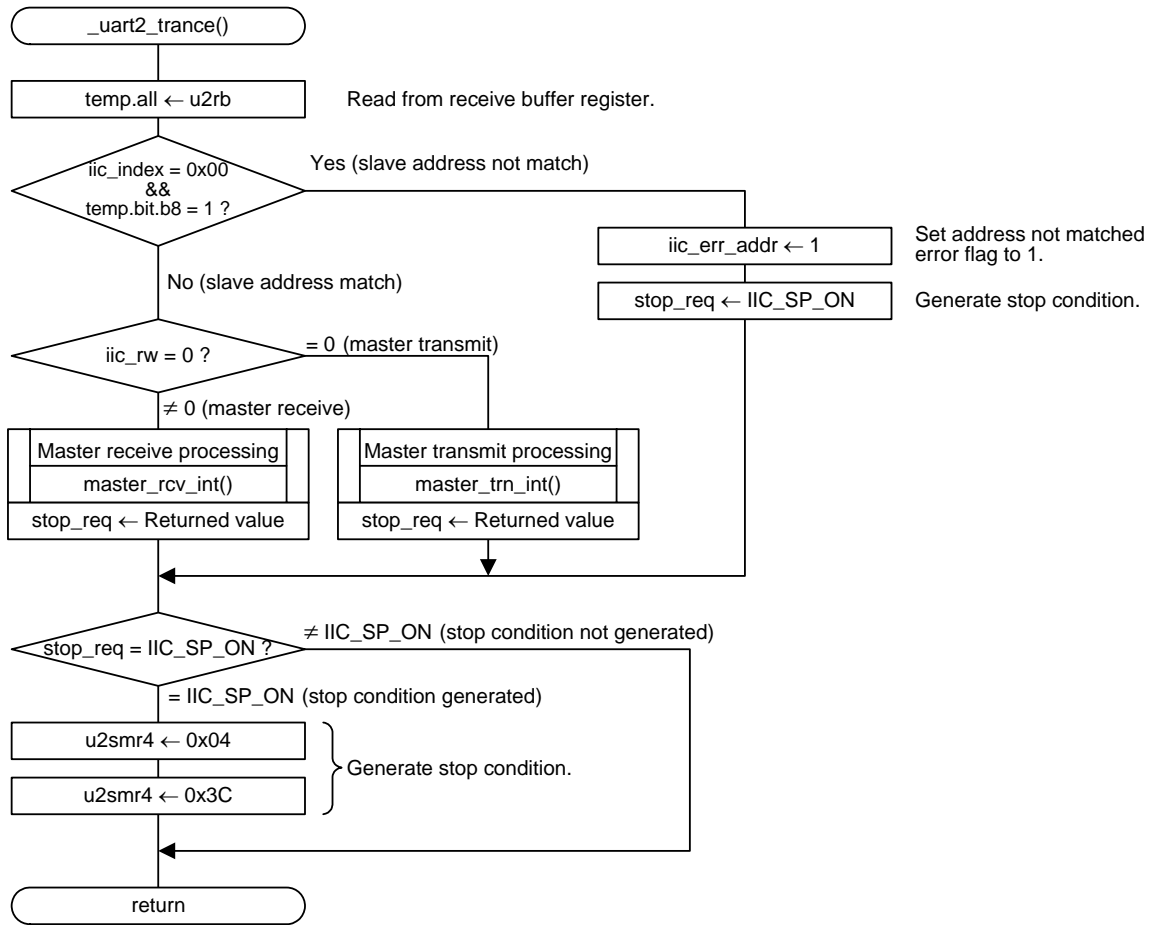 _uart2_trance()
temp.all ← u2rb
Read from receive buffer register.
iic_index = 0x00
&&
temp.bit.b8 = 1 ?
Yes (slave address not match)
iic_err_addr ← 1
Set address not matched
error flag to 1.
No (slave address match)
stop_req ← IIC_SP_ON
Generate stop condition.
iic_rw = 0 ?
= 0 (master transmit)
≠ 0 (master receive)
Master receive processing
master_rcv_int()
stop_req ← Returned value
Master transmit processing
master_trn_int()
stop_req ← Returned value
stop_req = IIC_SP_ON ?
≠ IIC_SP_ON (stop condition not generated)
= IIC_SP_ON (stop condition generated)
u2smr4 ← 0x04
u2smr4 ← 0x3C
Generate stop condition.
return